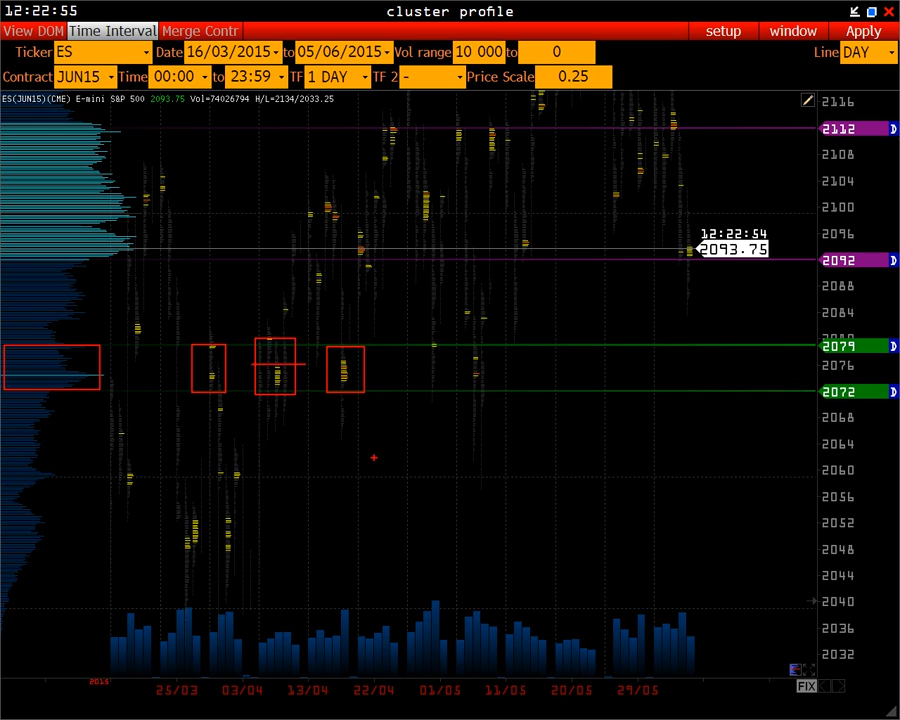 12:22:55 cluster profile
View DOM Time Interval Merge Contr setup window Apply
Ticker ES Date 16/03/2015 to 05/06/2015 Vol range 10 000 to 0 Line DAY
Contract JUN15 Time 00:00 to 23:59 TF 1 DAY TF 2 - Price Scale 0.25
ES(JUN15)(CME) E-mini S&P 500 2093.75 Vol=74026794 H/L=2134/2033.25
2116
2112 D
2108
2104
2100
2096
12:22:54
2093.75
2092 D
2088
2084
2079 D
2076
2072 D
2068
2064
2060
2056
2052
2048
2044
2040
2036
2032
FIX
2015 25/03 03/04 13/04 22/04 01/05 11/05 20/05 29/05